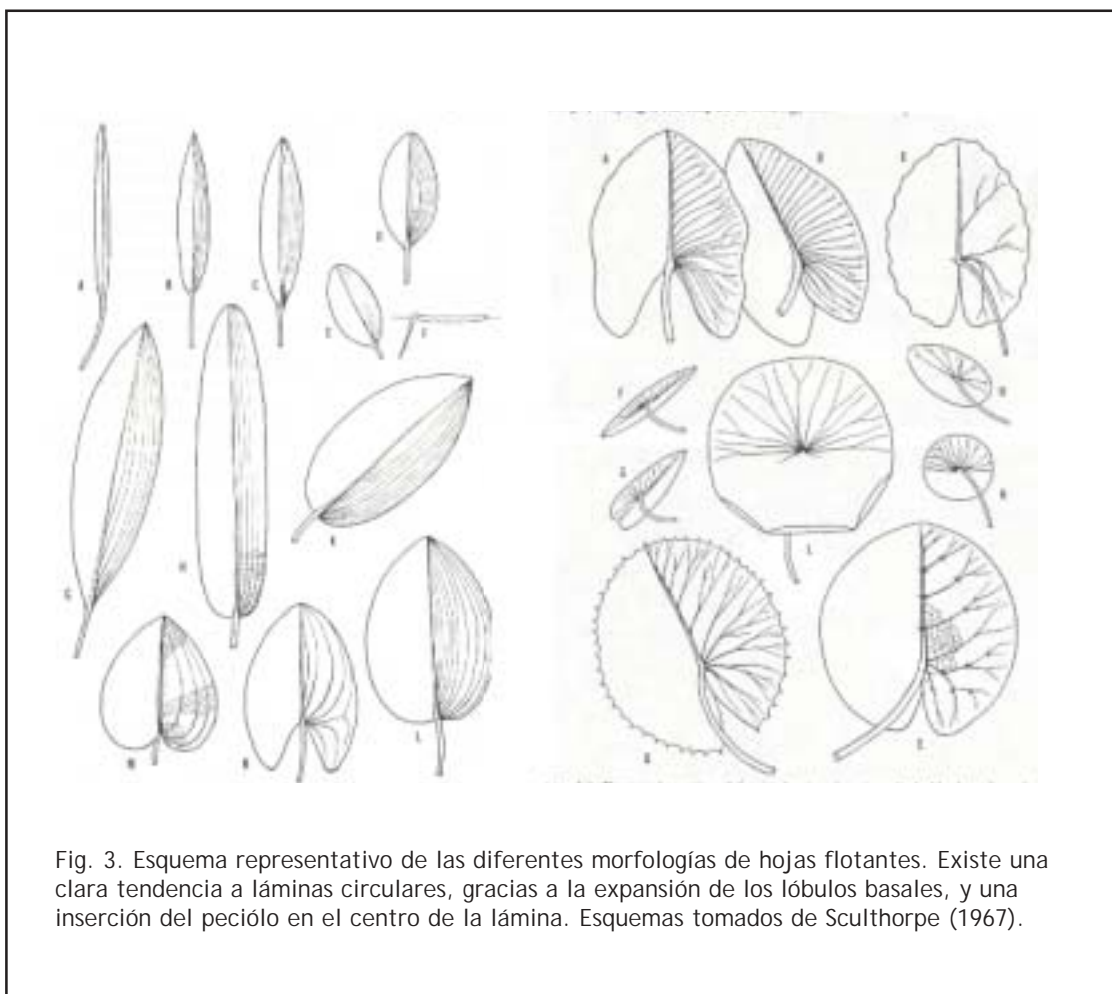 A
B
C
D
E
F
G
H
K
M
N
L
A
F
G
H
L
Fig. 3. Esquema representativo de las diferentes morfologías de hojas flotantes. Existe una
clara tendencia a láminas circulares, gracias a la expansión de los lóbulos basales, y una
inserción del peciólo en el centro de la lámina. Esquemas tomados de Sculthorpe (1967).